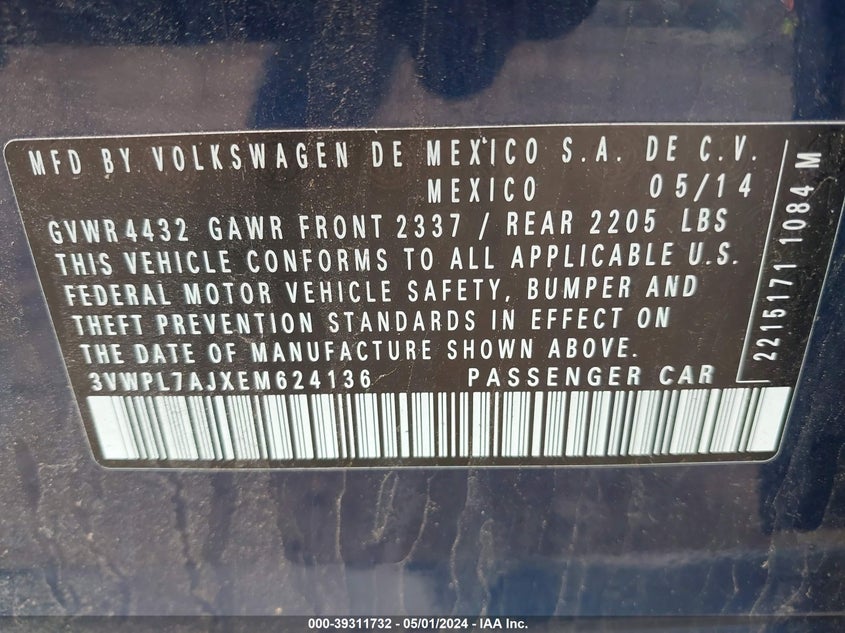 MFD BY VOLKSWAGEN DE MEXICO S.A. DE C.V.
MEXICO 05/14
GVWR 4432 GAWR FRONT 2337 / REAR 2205 LBS
THIS VEHICLE CONFORMS TO ALL APPLICABLE U.S.
FEDERAL MOTOR VEHICLE SAFETY, BUMPER AND
THEFT PREVENTION STANDARDS IN EFFECT ON
THE DATE OF MANUFACTURE SHOWN ABOVE.
3VWPL7AJXEM624136 PASSENGER CAR
2215171 1084 M
000-39311732 - 05/01/2024 - IAA Inc.